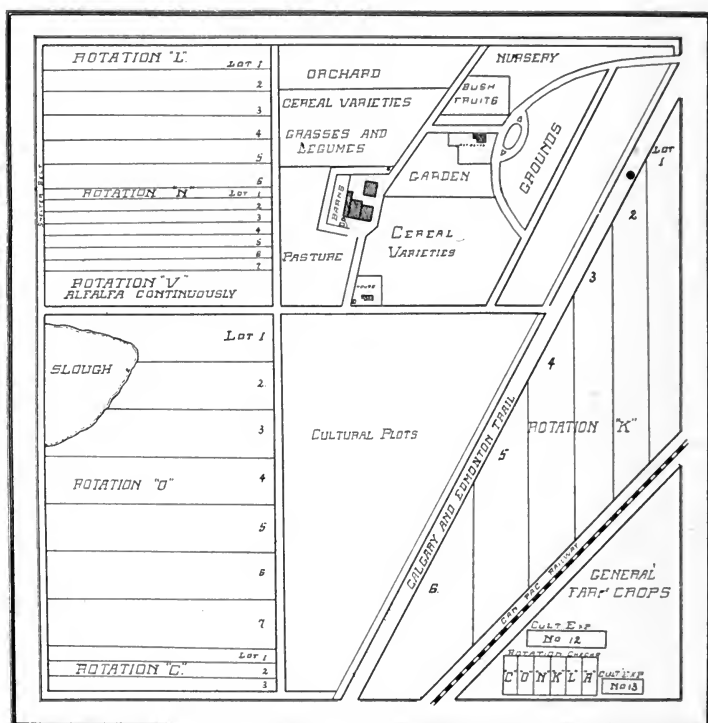 ROTATION "L".
LOT 1
2
3
4
5
6
ROTATION "N"
LOT 1
2
3
4
5
6
7
ROTATION "V"
ALFALFA CONTINUOUSLY
SHELTER BELT
ORCHARD
CEREAL VARIETIES
GRASSES AND
LEGUMES
BARNS
PASTURE
NURSERY
BUSH
FRUITS
GARDEN
GROUNDS
CEREAL
VARIETIES
HOUSE
LOT 1
2
3
4
5
6
7
SLOUGH
ROTATION "O"
LOT 1
2
3
ROTATION "C".
CULTURAL PLOTS
CALGARY AND EDMONTON TRAIL
LOT
1
2
3
4
5
6.
ROTATION "K"
CAN PAC RAILWAY
GENERAL
FARM CROPS
CULT EXP
No 12
ROTATION CHECKS
C O N K L A
CULT EXP
No 13